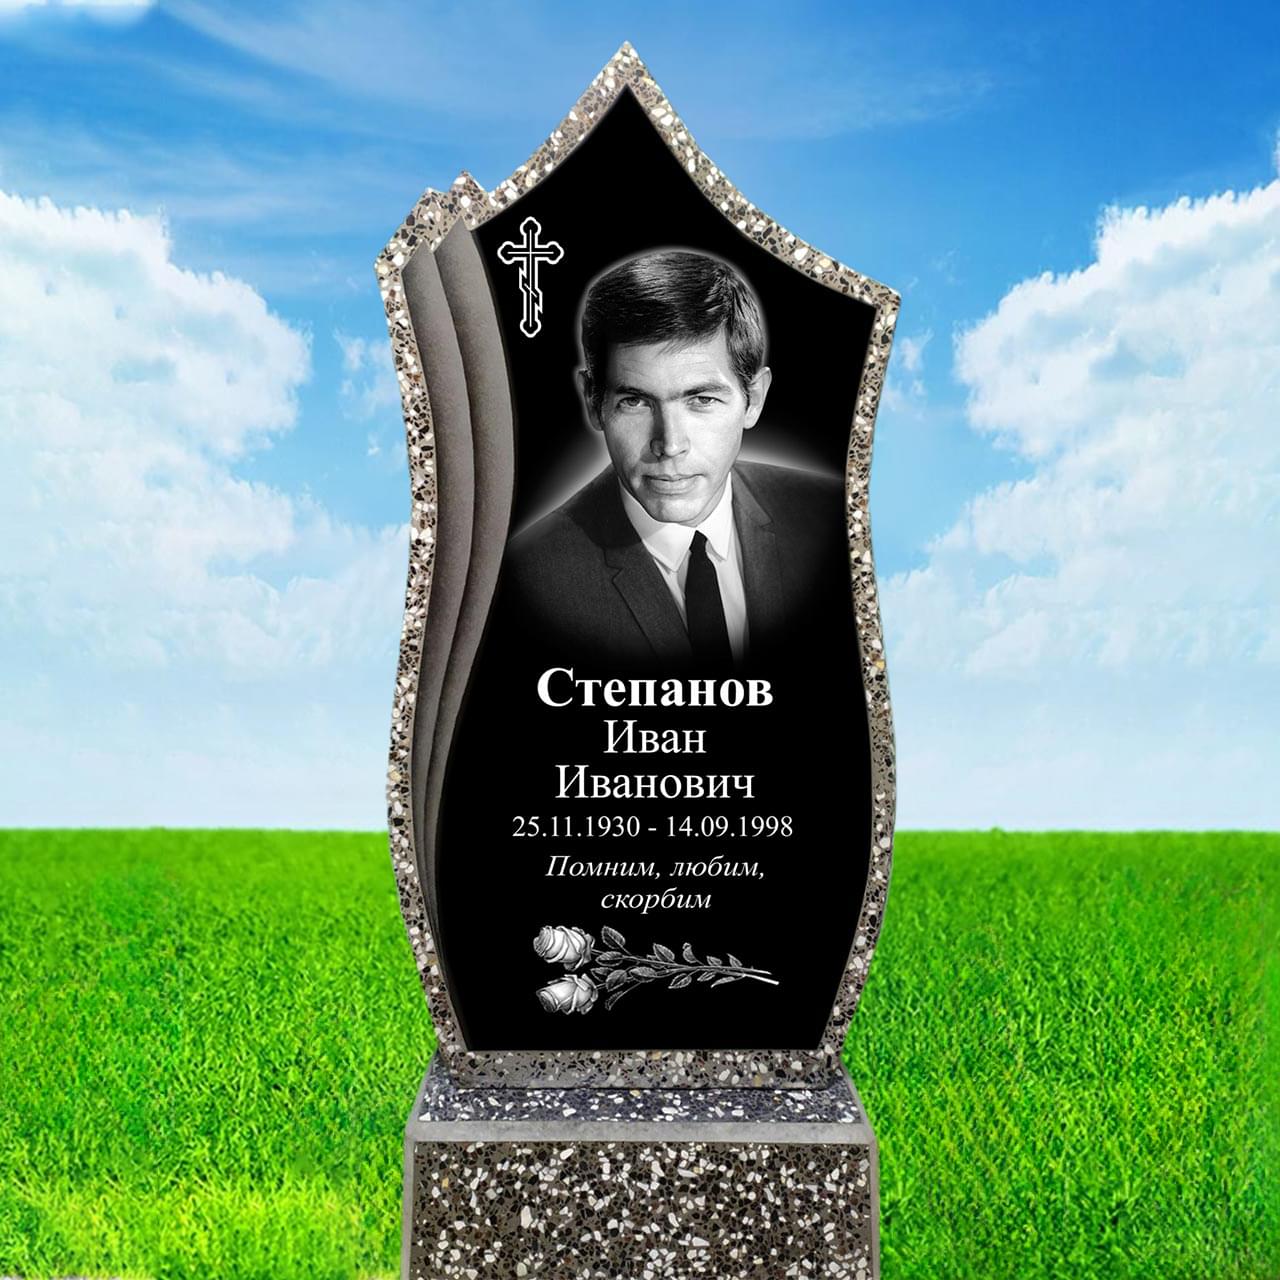 Степанов
Иван
Иванович
25.11.1930 - 14.09.1998
Помним, любим,
скорбим